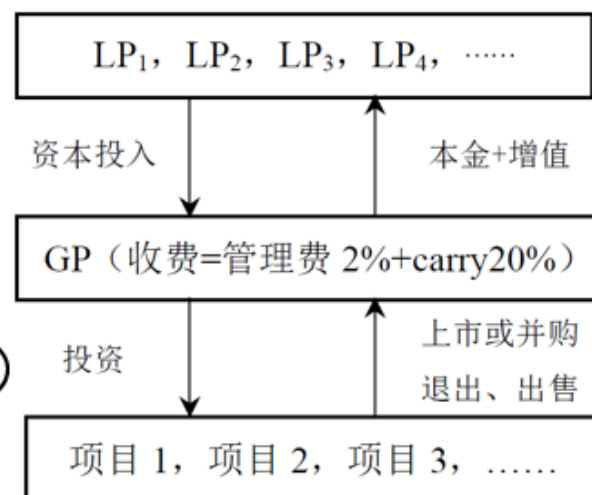 LP₁，LP₂，LP₃，LP₄，……
资本投入
本金+增值
GP（收费=管理费 2%+carry20%）
投资
上市或并购
退出、出售
项目 1，项目 2，项目 3，……